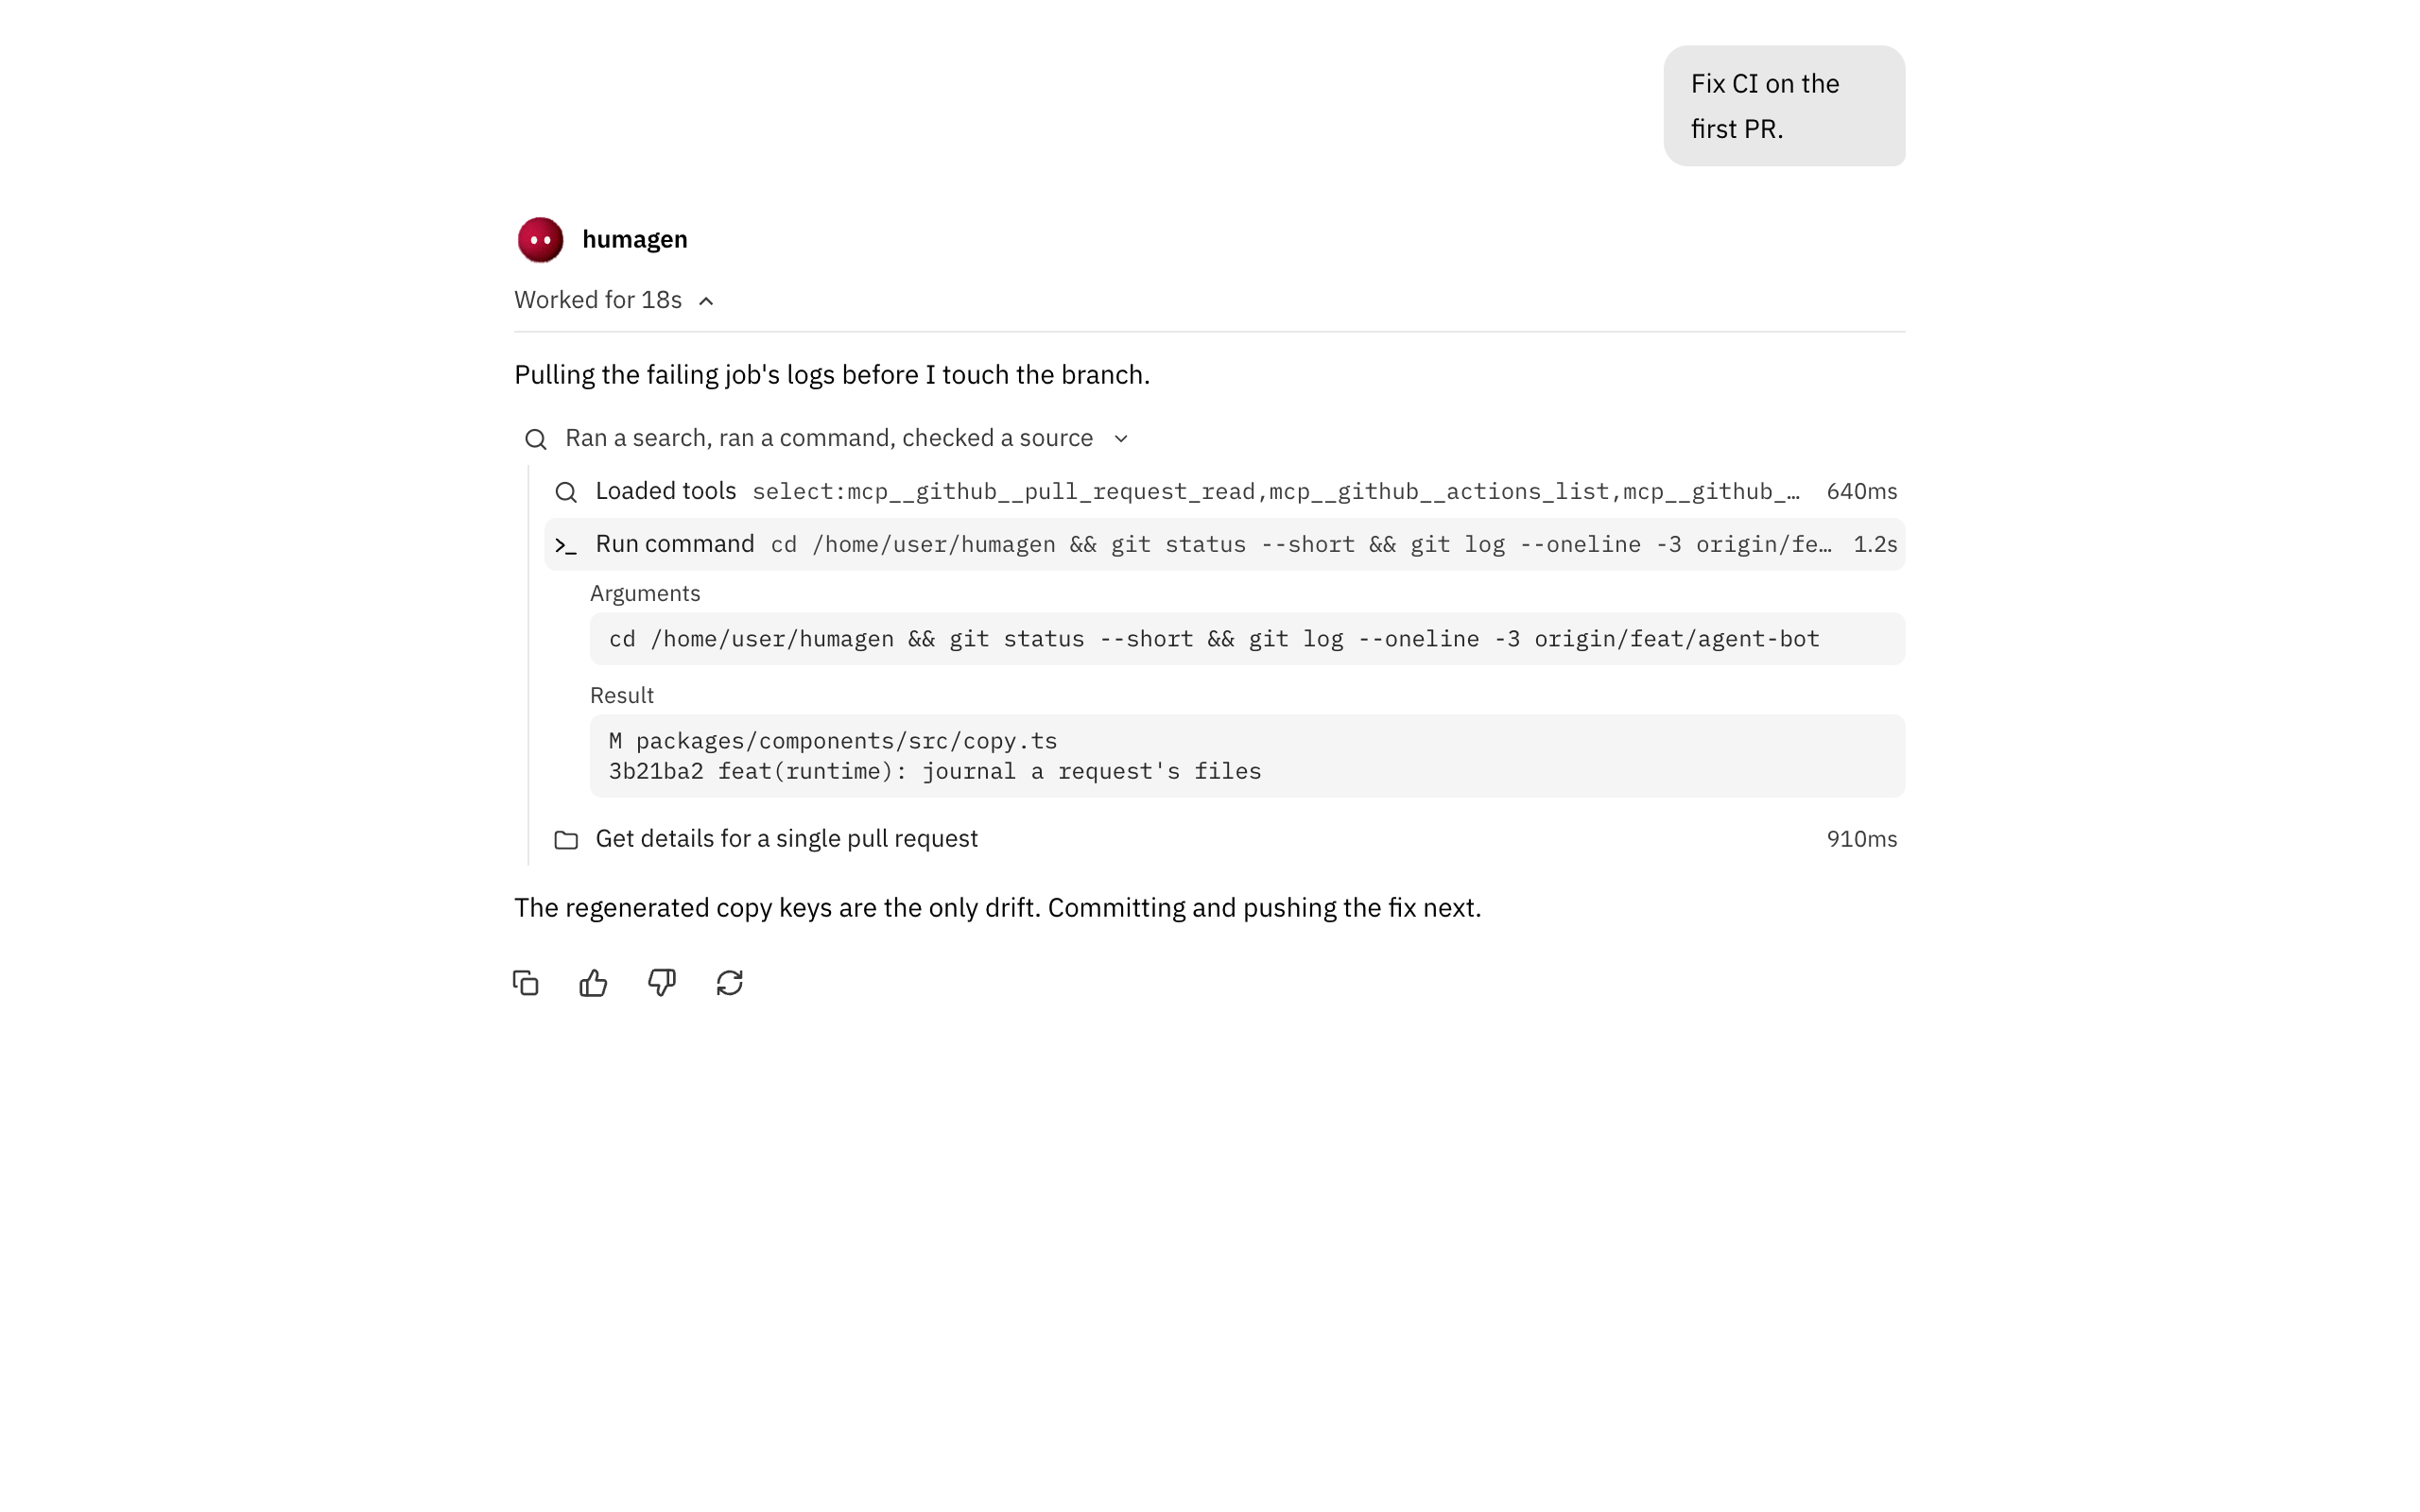 Fix CI on the
first PR.
humagen
Worked for 18s
Pulling the failing job's logs before I touch the branch.
Ran a search, ran a command, checked a source
Loaded tools select:mcp__github__pull_request_read,mcp__github__actions_list,mcp__github_… 640ms
Run command cd /home/user/humagen && git status --short && git log --oneline -3 origin/fe… 1.2s
Arguments
cd /home/user/humagen && git status --short && git log --oneline -3 origin/feat/agent-bot
Result
M packages/components/src/copy.ts
3b21ba2 feat(runtime): journal a request's files
Get details for a single pull request 910ms
The regenerated copy keys are the only drift. Committing and pushing the fix next.